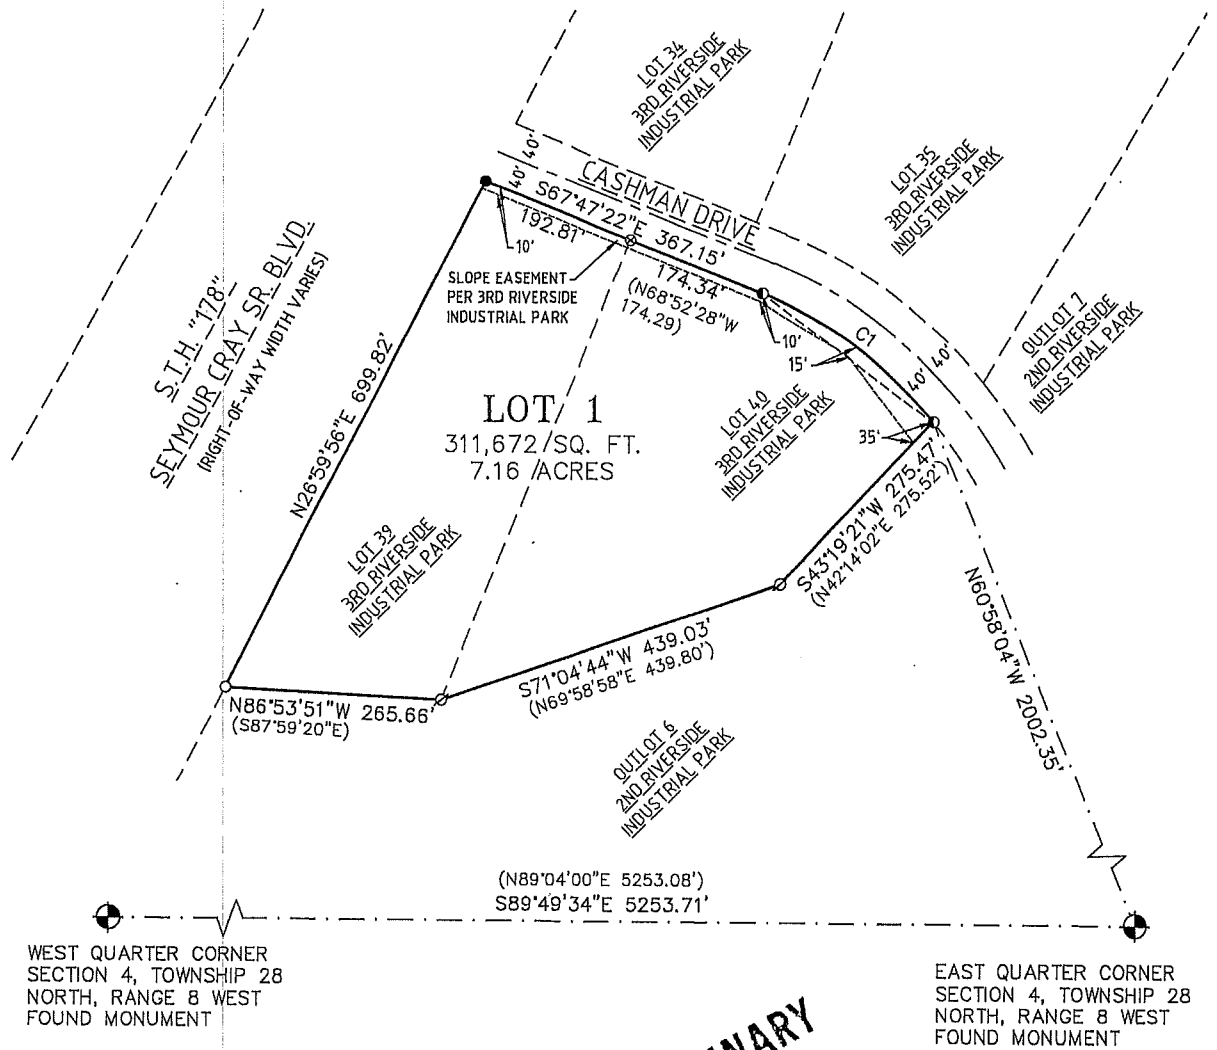 LOT 34
3RD RIVERSIDE
INDUSTRIAL PARK
LOT 35
3RD RIVERSIDE
INDUSTRIAL PARK
OUTLOT 7
2ND RIVERSIDE
INDUSTRIAL PARK
40' 40'
CASHMAN DRIVE
S67°47'22"E 367.15'
192.81'
10'
174.34'
(N68°52'28"W
174.29)
SLOPE EASEMENT
PER 3RD RIVERSIDE
INDUSTRIAL PARK
10'
15'
C1
40' 40'
35'
S.T.H. "178"
SEYMOUR CRAY SR. BLVD.
(RIGHT-OF-WAY WIDTH VARIES)
N26°59'56"E 699.82'
LOT 1
311,672 SQ. FT.
7.16 ACRES
LOT 40
3RD RIVERSIDE
INDUSTRIAL PARK
LOT 39
3RD RIVERSIDE
INDUSTRIAL PARK
S43°19'21"W 275.47'
(N42°14'02"E 275.52')
S71°04'44"W 439.03'
(N69°58'58"E 439.80')
N86°53'51"W 265.66'
(S87°59'20"E)
N60°58'04"W 2002.35'
OUTLOT 6
2ND RIVERSIDE
INDUSTRIAL PARK
(N89°04'00"E 5253.08')
S89°49'34"E 5253.71'
WEST QUARTER CORNER
SECTION 4, TOWNSHIP 28
NORTH, RANGE 8 WEST
FOUND MONUMENT
EAST QUARTER CORNER
SECTION 4, TOWNSHIP 28
NORTH, RANGE 8 WEST
FOUND MONUMENT